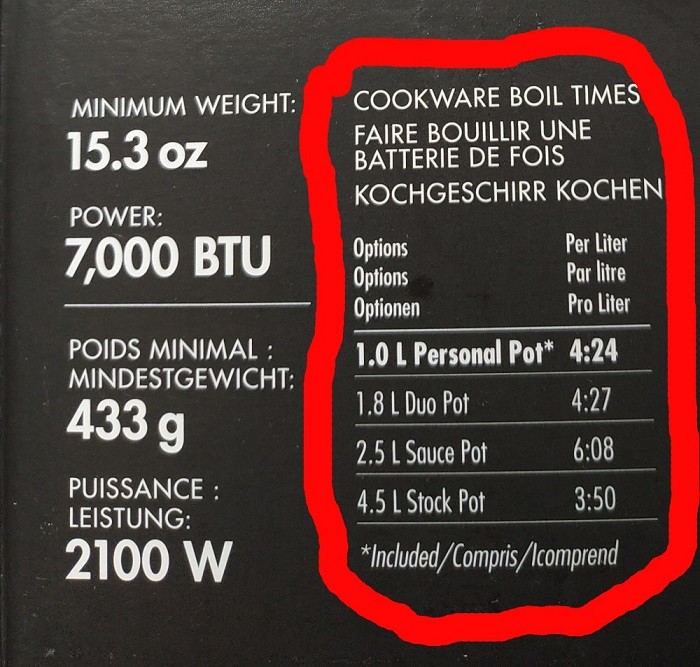 MINIMUM WEIGHT:
15.3 oz
POWER:
7,000 BTU
POIDS MINIMAL :
MINDESTGEWICHT:
433 g
PUISSANCE :
LEISTUNG:
2100 W
COOKWARE BOIL TIMES
FAIRE BOUILLIR UNE
BATTERIE DE FOIS
KOCHGESCHIRR KOCHEN
Options Per Liter
Options Par litre
Optionen Pro Liter
1.0 L Personal Pot* 4:24
1.8 L Duo Pot 4:27
2.5 L Sauce Pot 6:08
4.5 L Stock Pot 3:50
*Included/Compris/Icomprend